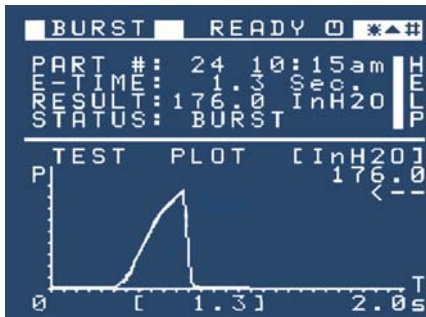 BURST READY
PART #: 24 10:15am
E-TIME: 1.3 Sec.
RESULT:176.0 InH2O
STATUS: BURST
HELP
TEST PLOT [InH2O]
P 176.0
<--
T
0 [ 1.3] 2.0s